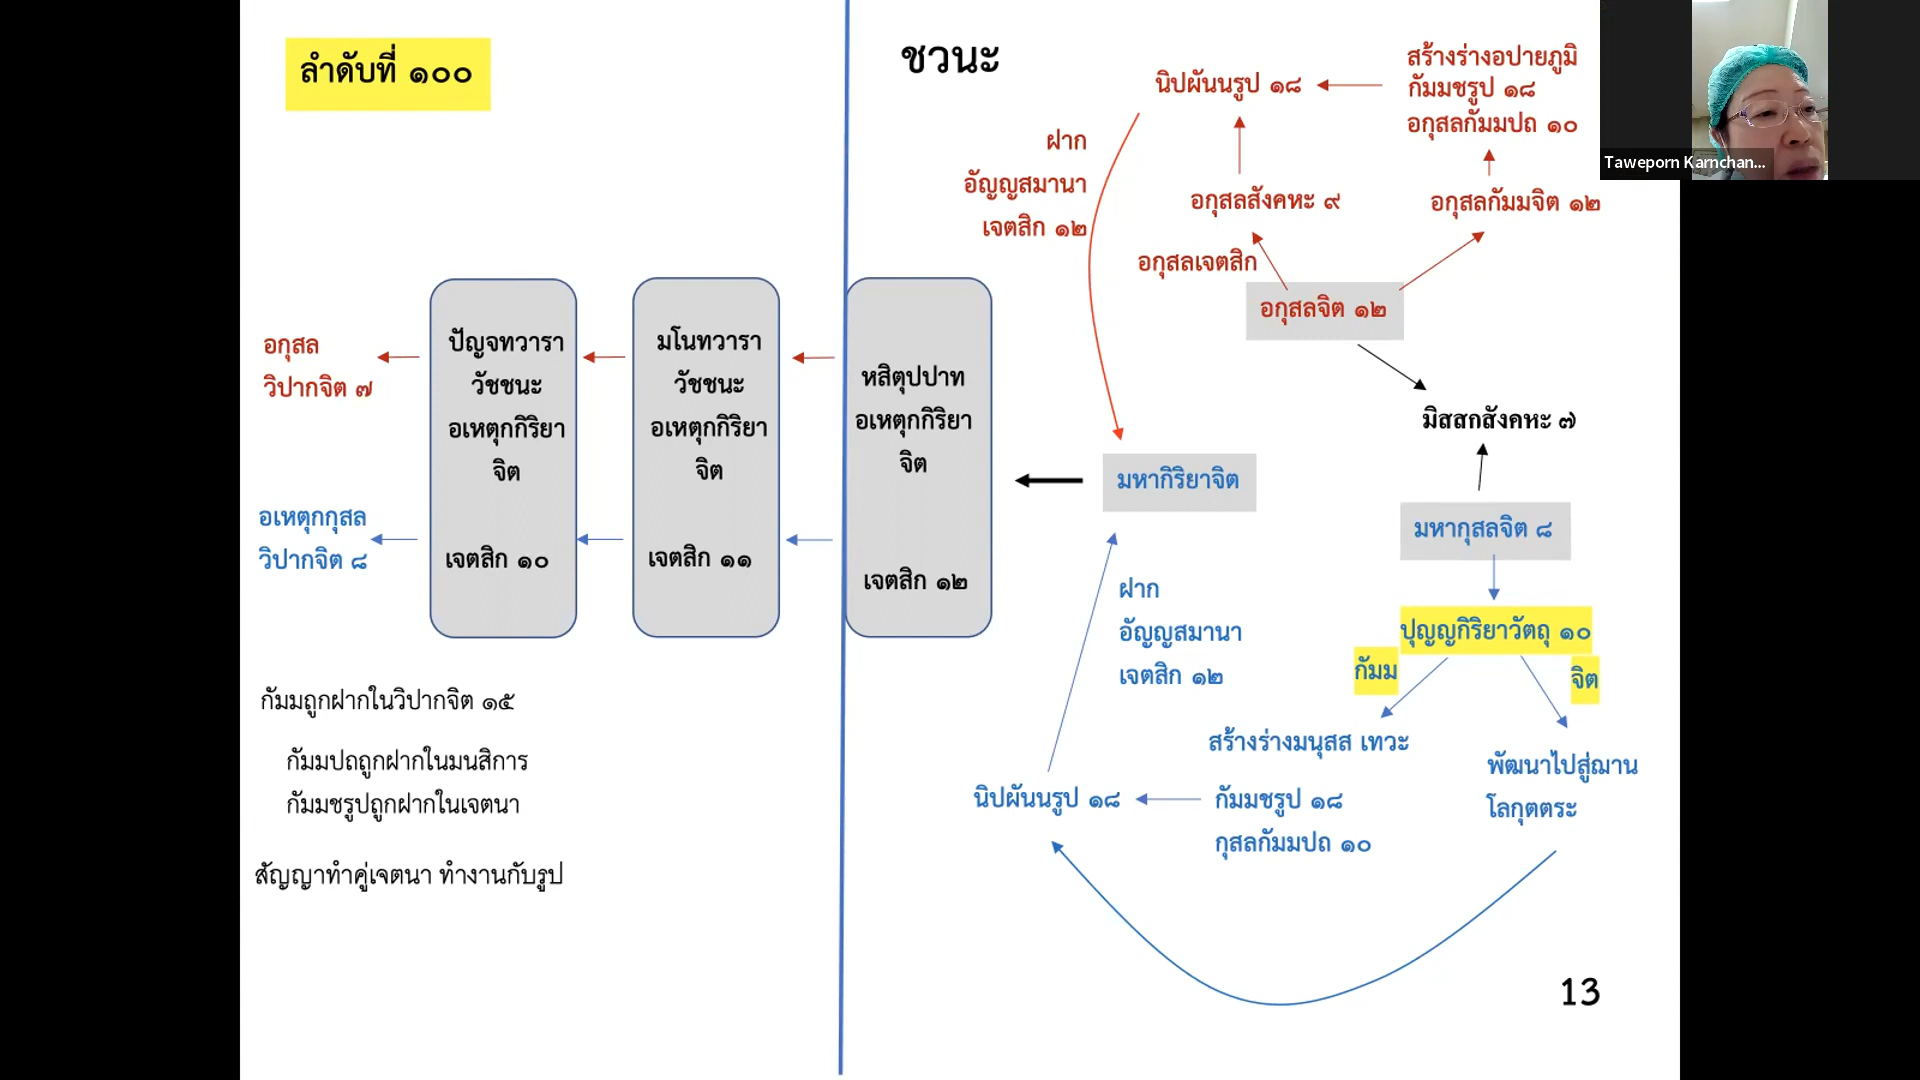 ลำดับที่ ๑๐๐
ชวนะ
นิปผันนรูป ๑๘
สร้างร่างอปายภูมิ
กัมมชรูป ๑๘
อกุสลกัมมปถ ๑๐
Taweporn Karnchan...
ฝาก
อัญญสมานา
เจตสิก ๑๒
อกุสลสังคหะ ๙
อกุสลกัมมจิต ๑๒
อกุสลเจตสิก
อกุสลจิต ๑๒
อกุสล
วิปากจิต ๗
ปัญจทวารา
วัชชนะ
อเหตุกกิริยา
จิต
เจตสิก ๑๐
มโนทวารา
วัชชนะ
อเหตุกกิริยา
จิต
เจตสิก ๑๑
หสิตุปปาท
อเหตุกกิริยา
จิต
เจตสิก ๑๒
มิสสกสังคหะ ๗
มหากิริยาจิต
มหากุสลจิต ๘
อเหตุกกุสล
วิปากจิต ๘
ฝาก
อัญญสมานา
เจตสิก ๑๒
ปุญญกิริยาวัตถุ ๑๐
กัมม
จิต
สร้างร่างมนุสส เทวะ
พัฒนาไปสู่ฌาน
โลกุตตระ
นิปผันนรูป ๑๘
กัมมชรูป ๑๘
กุสลกัมมปถ ๑๐
กัมมถูกฝากในวิปากจิต ๑๕
กัมมปถถูกฝากในมนสิการ
กัมมชรูปถูกฝากในเจตนา
สัญญาทำคู่เจตนา ทำงานกับรูป
13